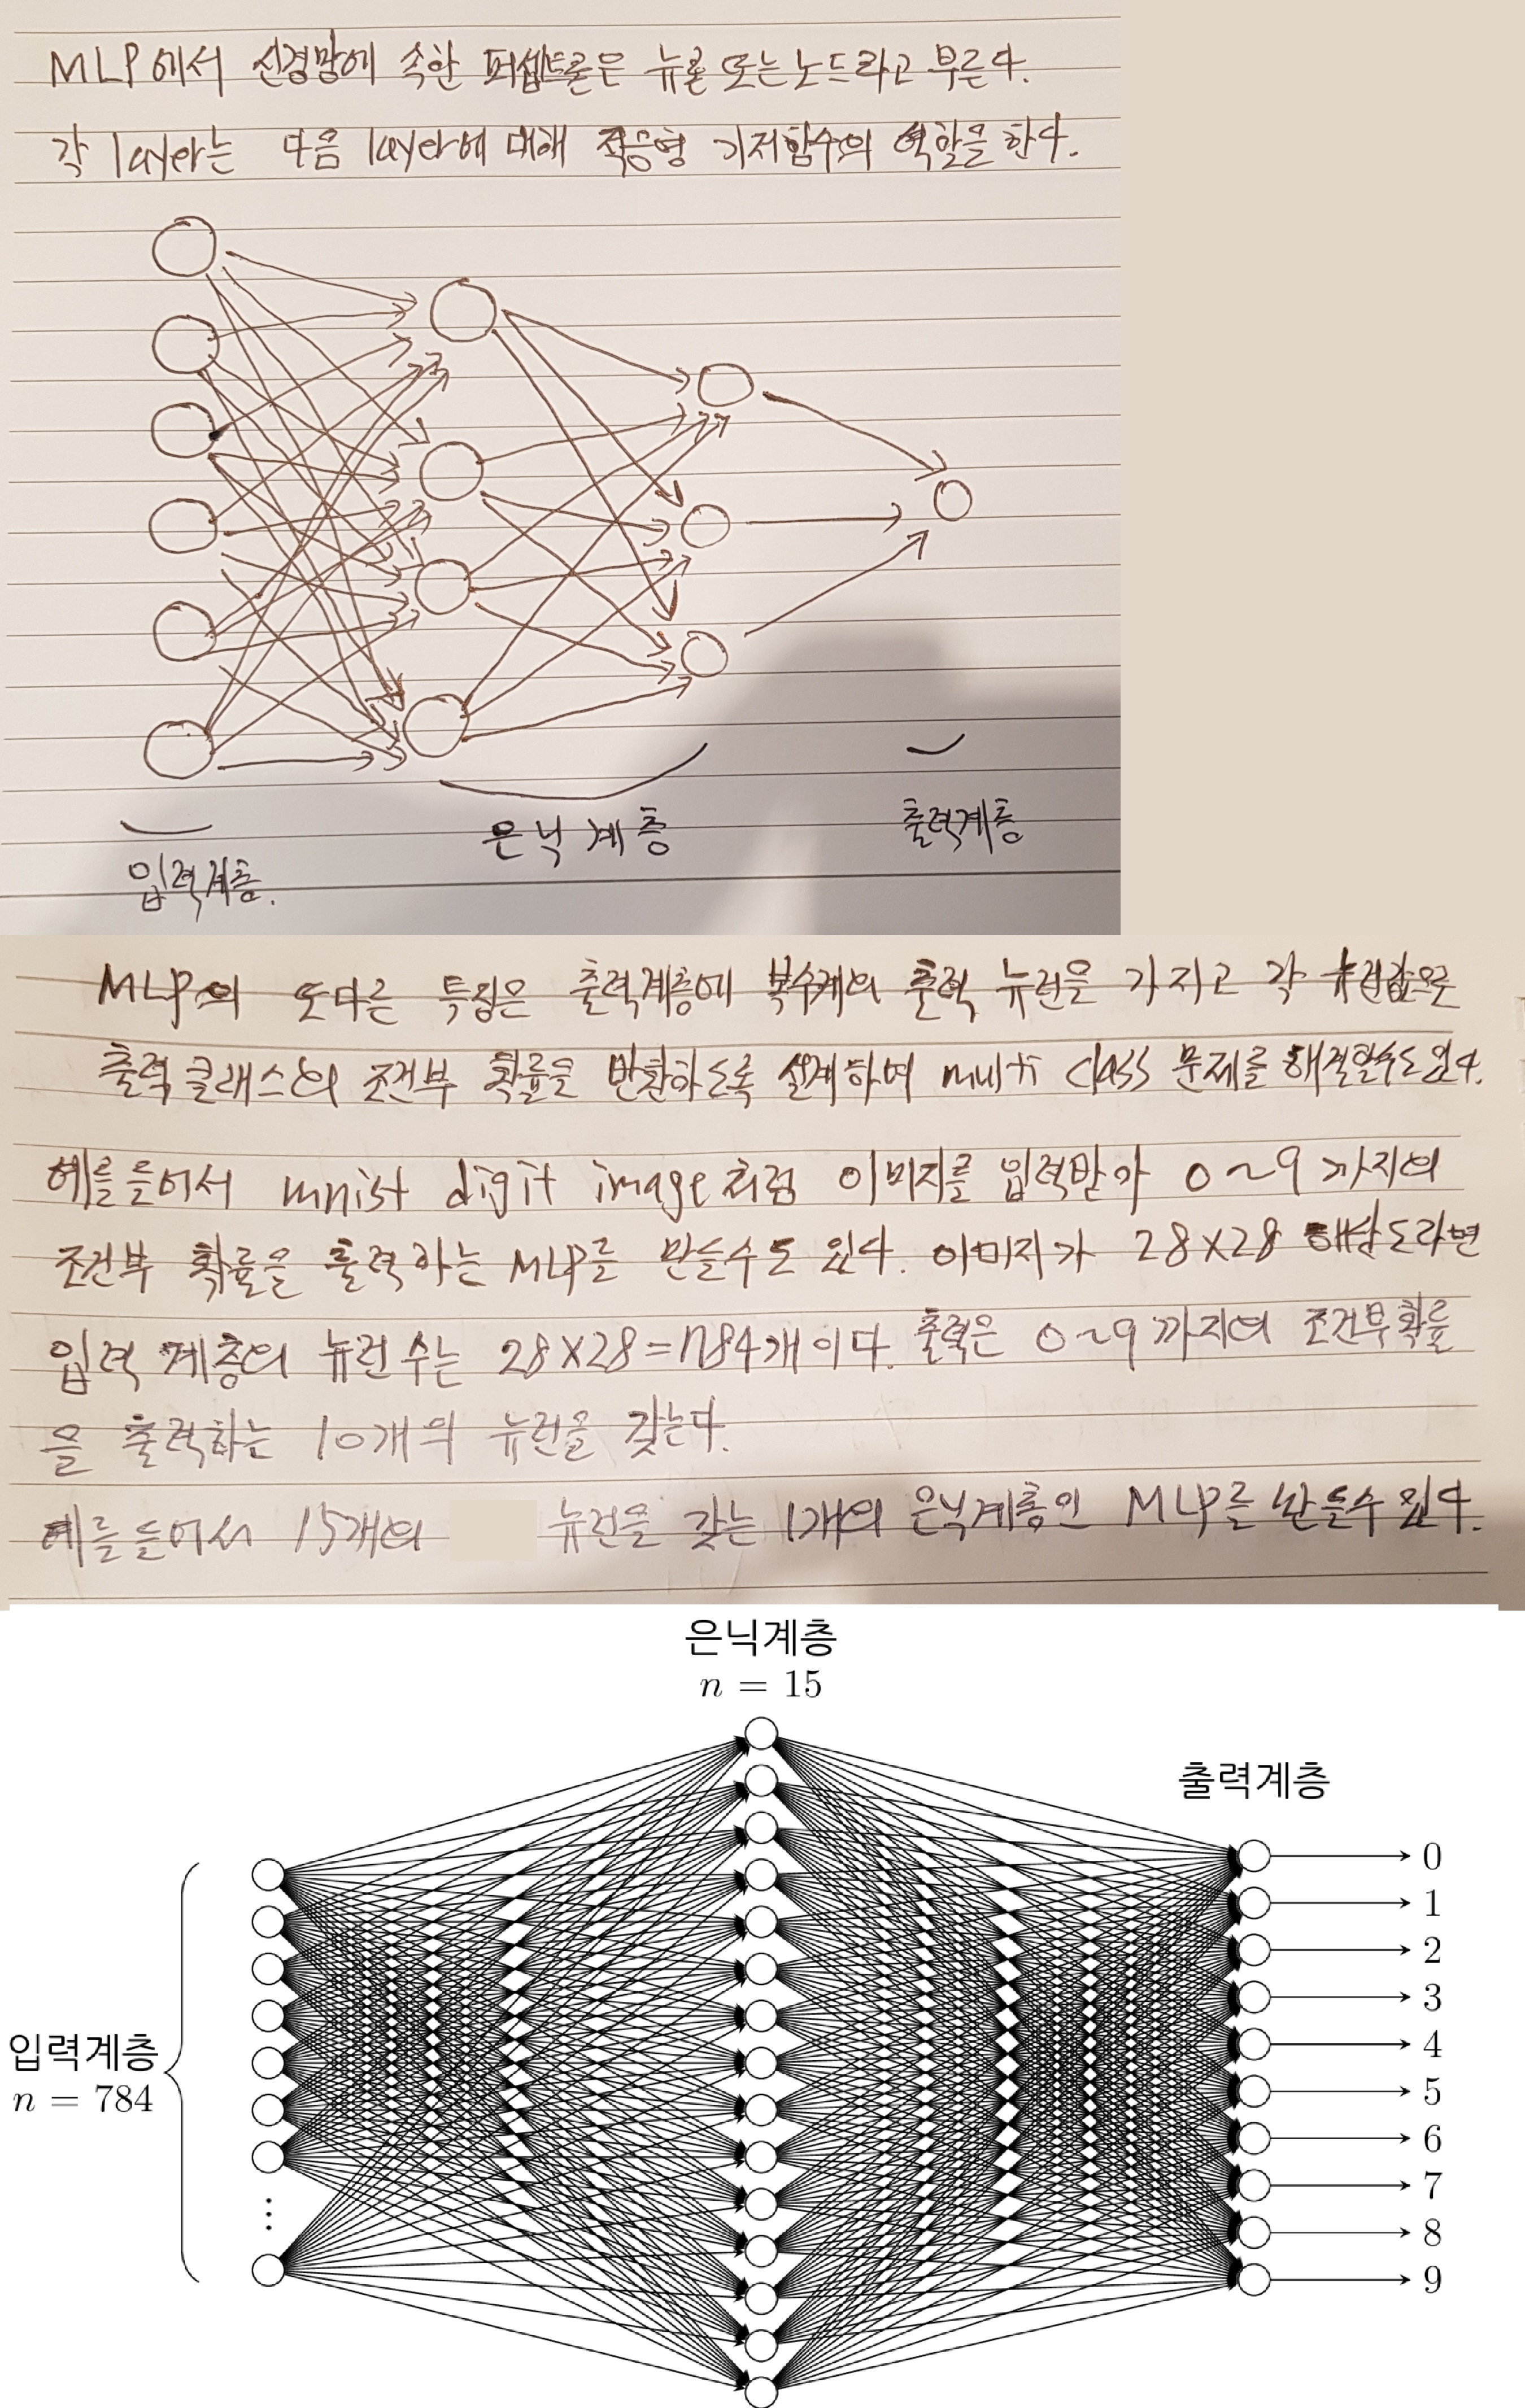 MLP에서 신경망에 속한 퍼셉트론은 뉴론 또는 노드라고 부른다.
각 layer는 다음 layer에 대해 적응형 기저함수의 역할을 한다.
입력계층.
은닉 계층
출력계층
MLP의 또다른 특징은 출력계층에 복수개의 출력 뉴런을 가지고 각 뉴런값으로
출력 클래스의 조건부 확률을 반환하도록 설계하여 multi class 문제를 해결할수도있다.
예를들어서 mnist digit image처럼 이미지를 입력받아 0~9까지의
조건부 확률을 출력하는 MLP를 만들수도 있다. 이미지가 28×28 해상도라면
입력 계층의 뉴런 수는 28×28=784개이다. 출력은 0~9까지의 조건부확률
을 출력하는 10개의 뉴런을 갖는다.
예를들어서 15개의 뉴런을 갖는 1개의 은닉계층인 MLP를 만들수 있다.
은닉계층
n = 15
출력계층
입력계층
n = 784
0
1
2
3
4
5
6
7
8
9